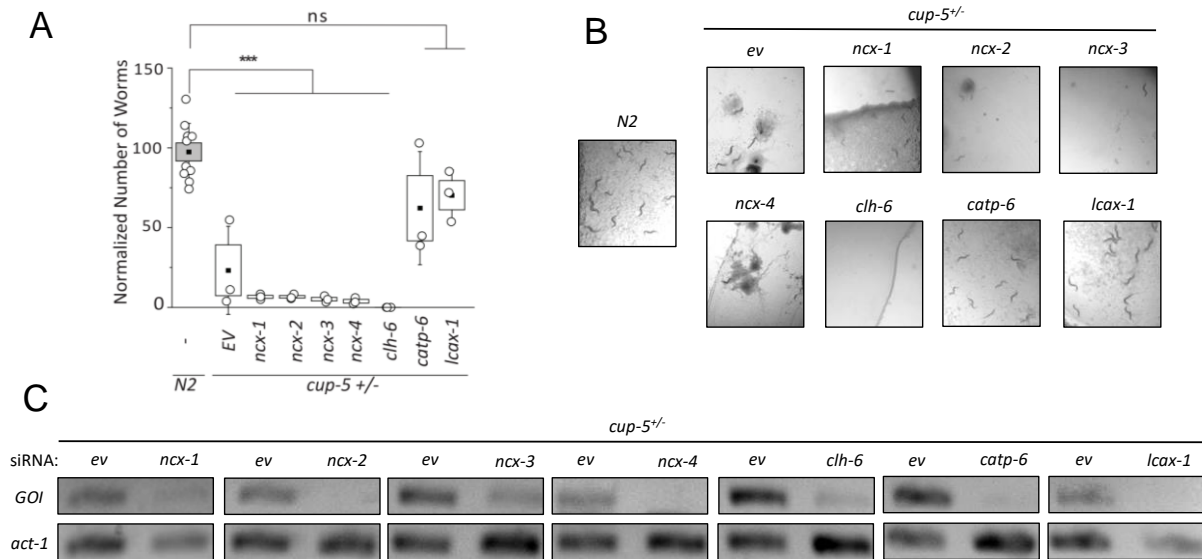 A
ns
***
Normalized Number of Worms
150
100
50
0
-
EV
ncx-1
ncx-2
ncx-3
ncx-4
clh-6
catp-6
lcax-1
N2
cup-5 +/-
B
cup-5+/-
ev
ncx-1
ncx-2
ncx-3
N2
ncx-4
clh-6
catp-6
lcax-1
C
cup-5+/-
siRNA: ev ncx-1 ev ncx-2 ev ncx-3 ev ncx-4 ev clh-6 ev catp-6 ev lcax-1
GOI
act-1